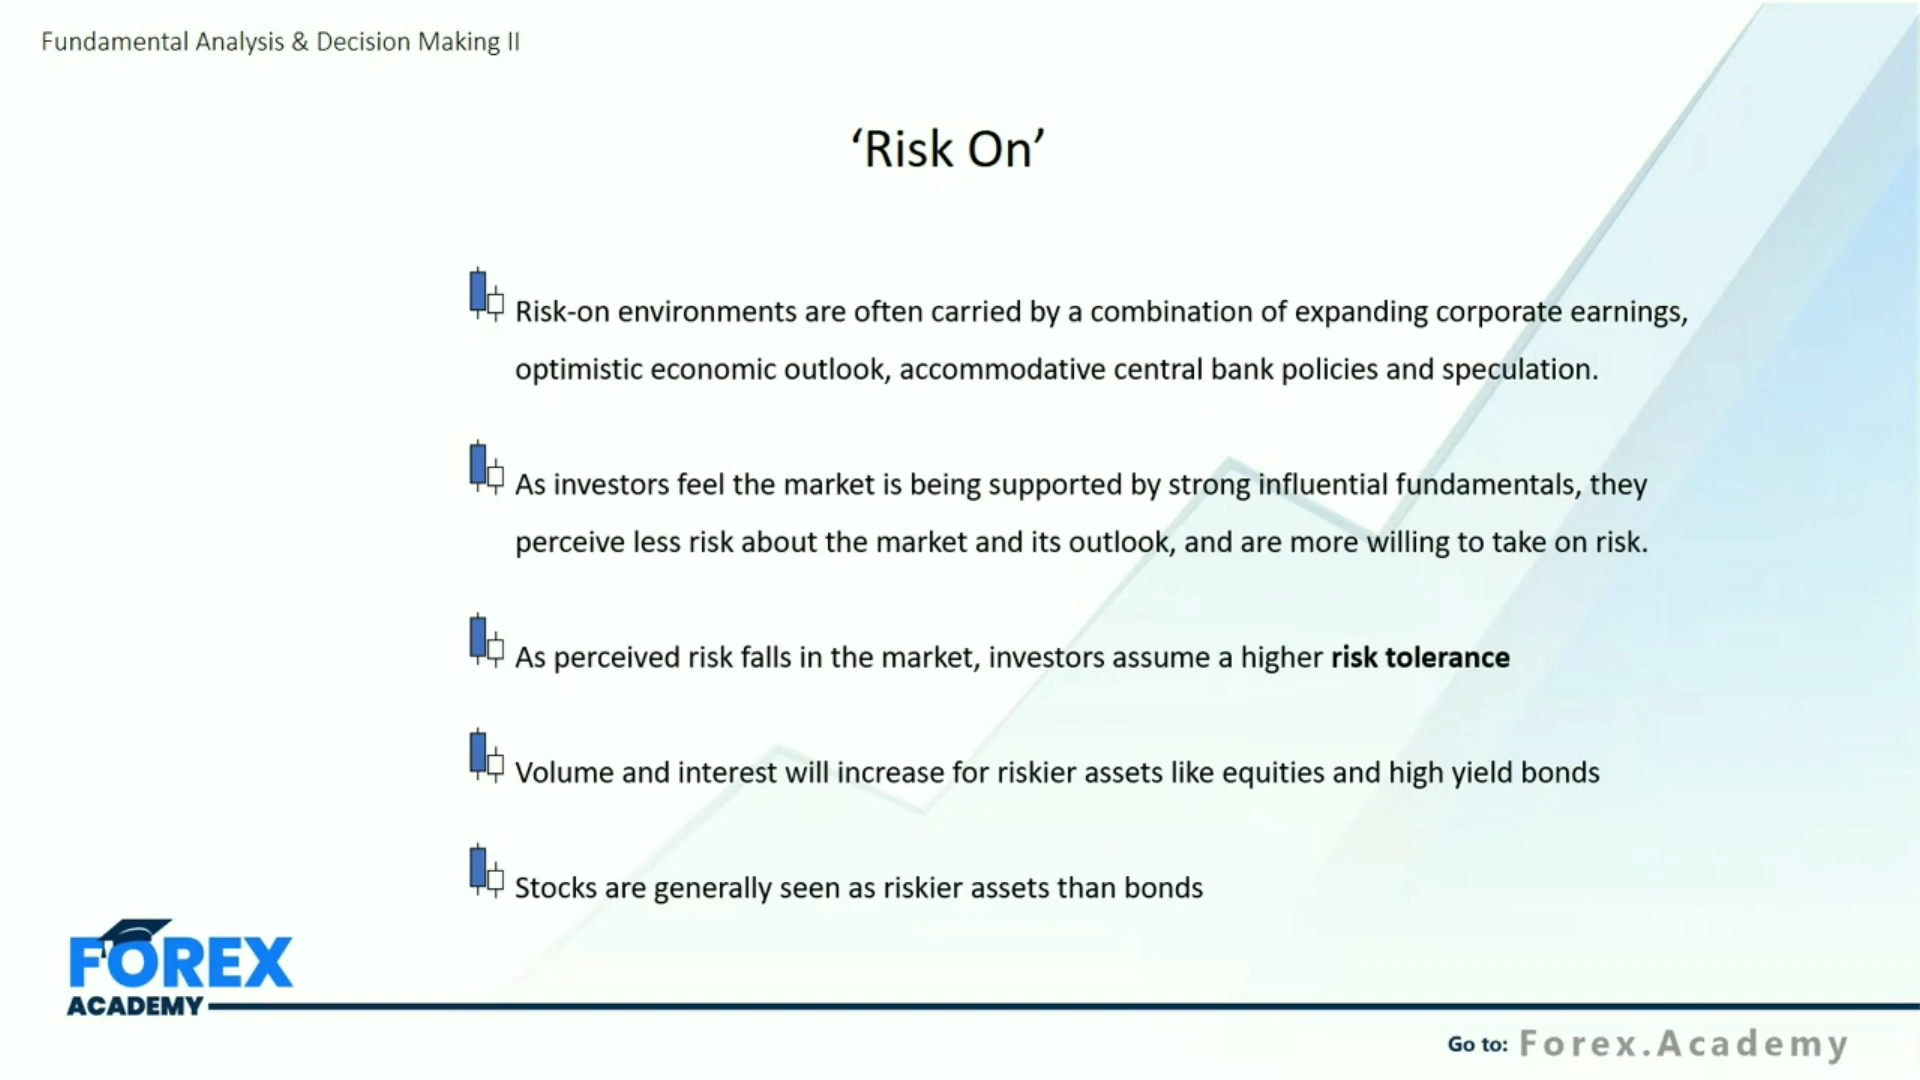 Fundamental Analysis & Decision Making II
‘Risk On’
Risk-on environments are often carried by a combination of expanding corporate earnings,
optimistic economic outlook, accommodative central bank policies and speculation.
As investors feel the market is being supported by strong influential fundamentals, they
perceive less risk about the market and its outlook, and are more willing to take on risk.
As perceived risk falls in the market, investors assume a higher risk tolerance
Volume and interest will increase for riskier assets like equities and high yield bonds
Stocks are generally seen as riskier assets than bonds
FOREX
ACADEMY
Go to: Forex.Academy